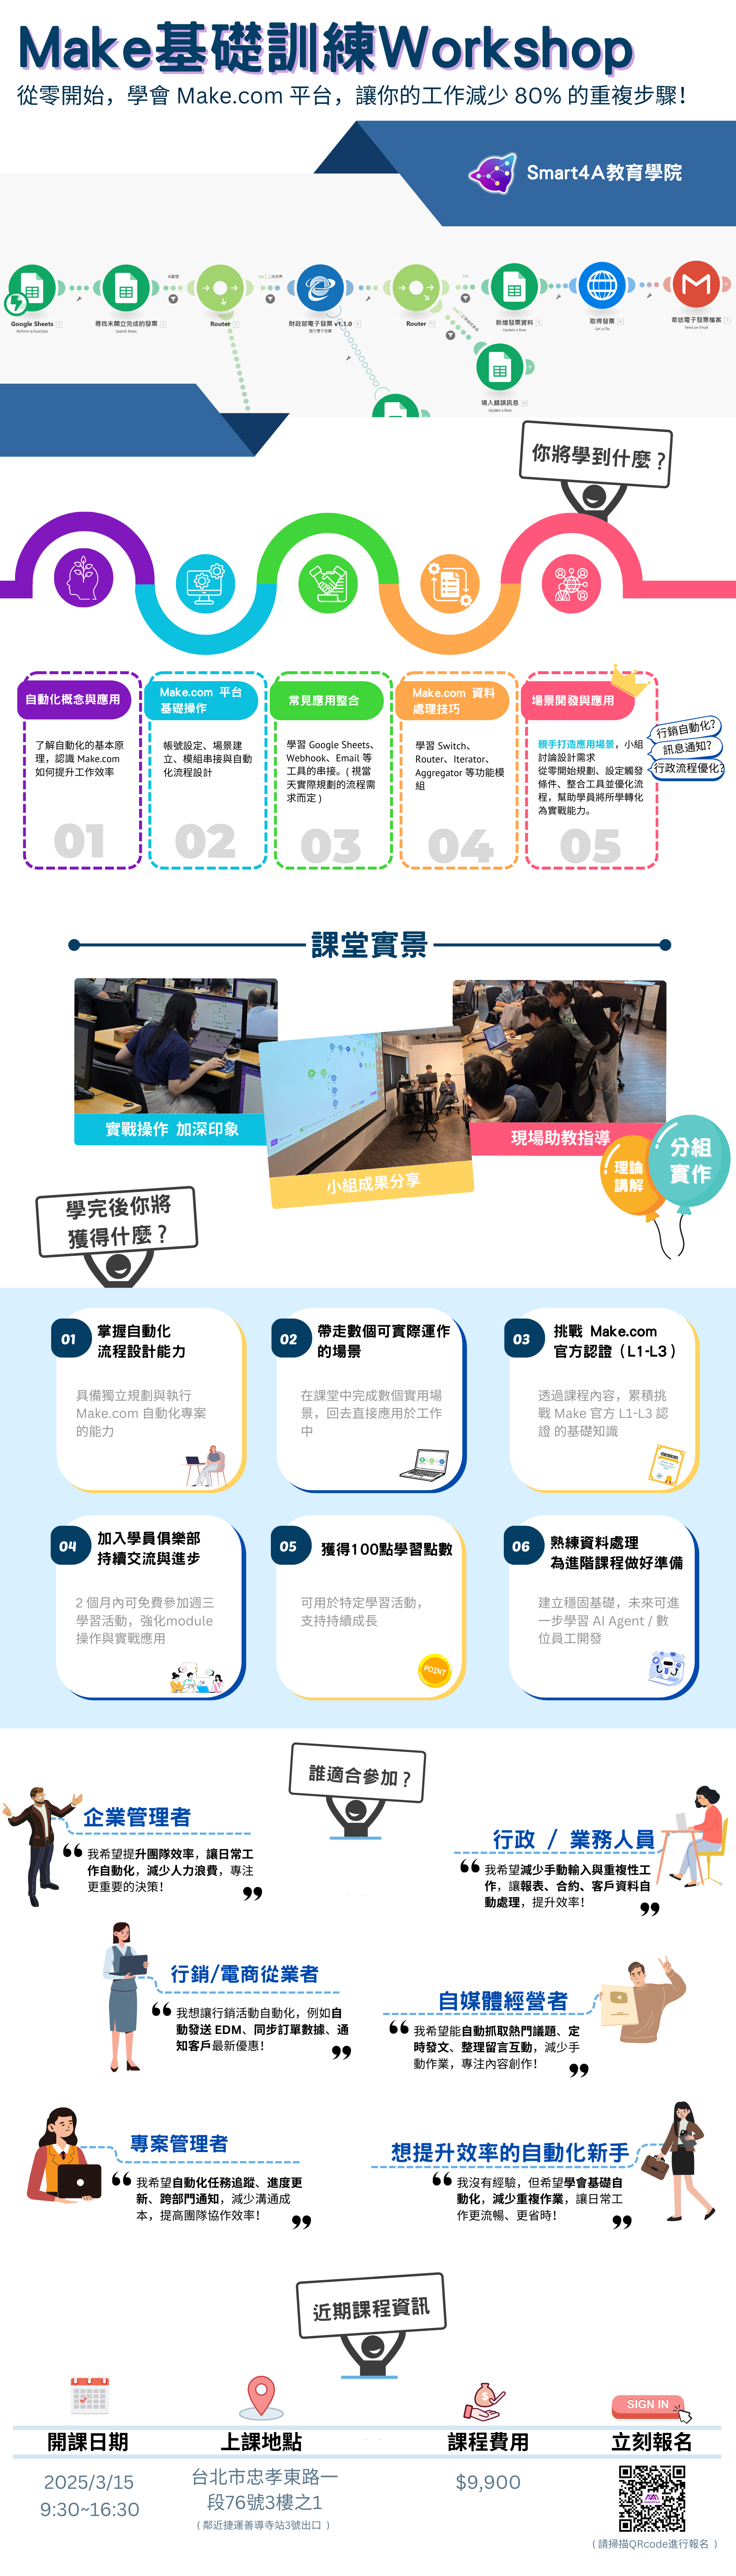 Make基礎訓練Workshop
從零開始，學會 Make.com 平台，讓你的工作減少 80% 的重複步驟！
Smart4A教育學院
Google Sheets
Perform a Function
尋找未開立完成的發票
Search Rows
Router
財政部電子發票 v1.1.0
Router
新增發票資料
Update a Row
取得發票
Get a file
寄送電子發票檔案
Send an Email
填入錯誤訊息
Update a Row
你將學到什麼？
自動化概念與應用
了解自動化的基本原
理，認識 Make.com
如何提升工作效率
01
Make.com 平台
基礎操作
帳號設定、場景建
立、模組串接與自動
化流程設計
02
常見應用整合
學習 Google Sheets、
Webhook、Email 等
工具的串接。( 視當
天實際規劃的流程需
求而定 )
03
Make.com 資料
處理技巧
學習 Switch、
Router、Iterator、
Aggregator 等功能模
組
04
場景開發與應用
親手打造應用場景，小組
討論設計需求
從零開始規劃、設定觸發
條件、整合工具並優化流
程，幫助學員將所學轉化
為實戰能力。
05
行銷自動化?
訊息通知?
行政流程優化?
課堂實景
實戰操作 加深印象
小組成果分享
現場助教指導
理論
講解
分組
實作
學完後你將
獲得什麼？
01
掌握自動化
流程設計能力
具備獨立規劃與執行
Make.com 自動化專案
的能力
02
帶走數個可實際運作
的場景
在課堂中完成數個實用場
景，回去直接應用於工作
中
03
挑戰 Make.com
官方認證（L1-L3 ）
透過課程內容，累積挑
戰 Make 官方 L1-L3 認
證 的基礎知識
04
加入學員俱樂部
持續交流與進步
2 個月內可免費參加週三
學習活動，強化module
操作與實戰應用
05
獲得100點學習點數
可用於特定學習活動，
支持持續成長
POINT
06
熟練資料處理
為進階課程做好準備
建立穩固基礎，未來可進
一步學習 AI Agent / 數
位員工開發
誰適合參加？
企業管理者
我希望提升團隊效率，讓日常工
作自動化，減少人力浪費，專注
更重要的決策！
行政 / 業務人員
我希望減少手動輸入與重複性工
作，讓報表、合約、客戶資料自
動處理，提升效率！
行銷/電商從業者
我想讓行銷活動自動化，例如自
動發送 EDM、同步訂單數據、通
知客戶最新優惠！
自媒體經營者
我希望能自動抓取熱門議題、定
時發文、整理留言互動，減少手
動作業，專注內容創作！
專案管理者
我希望自動化任務追蹤、進度更
新、跨部門通知，減少溝通成
本，提高團隊協作效率！
想提升效率的自動化新手
我沒有經驗，但希望學會基礎自
動化，減少重複作業，讓日常工
作更流暢、更省時！
近期課程資訊
開課日期
2025/3/15
9:30~16:30
上課地點
台北市忠孝東路一
段76號3樓之1
（鄰近捷運善導寺站3號出口 ）
課程費用
$9,900
SIGN IN
立刻報名
（請掃描QRcode進行報名 ）